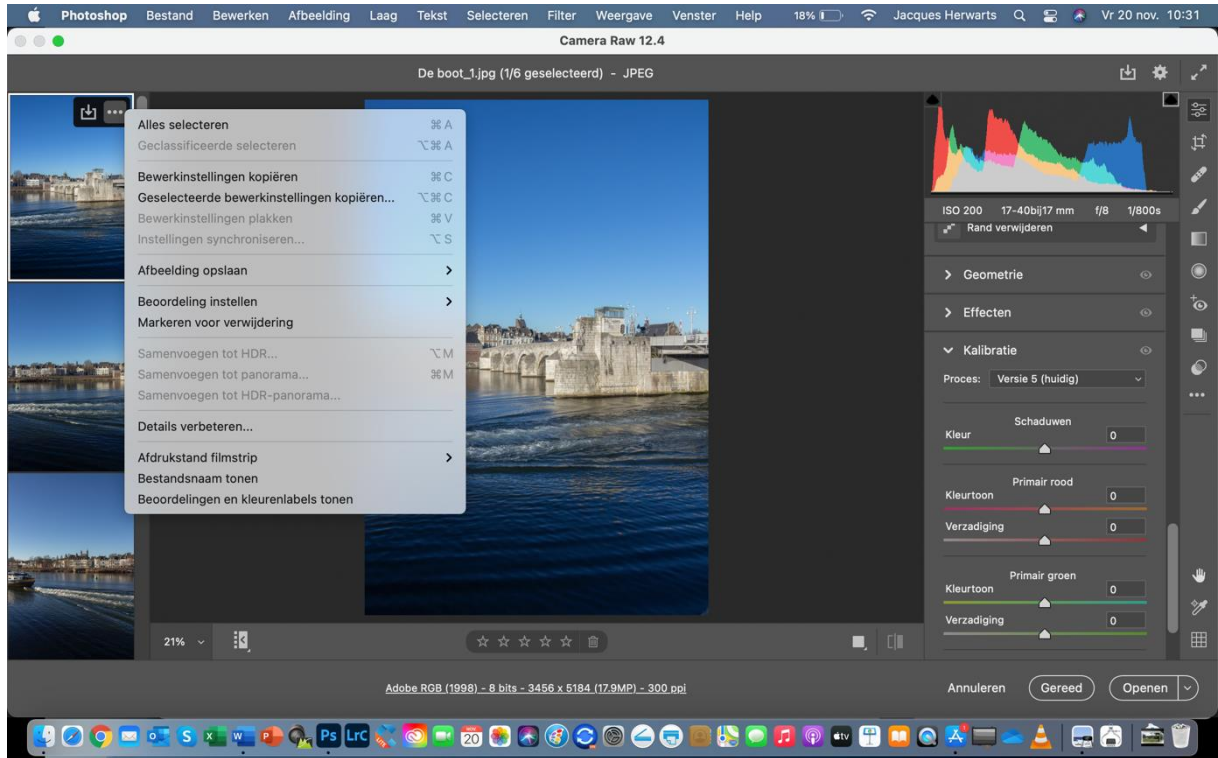 Photoshop Bestand Bewerken Afbeelding Laag Tekst Selecteren Filter Weergave Venster Help 18% Jacques Herwarts Vr 20 nov. 10:31
Camera Raw 12.4
De boot_1.jpg (1/6 geselecteerd) - JPEG
Alles selecteren ⌘ A
Geclassificeerde selecteren ⌥⌘ A
Bewerkinstellingen kopiëren ⌘ C
Geselecteerde bewerkinstellingen kopiëren... ⌥⌘ C
Bewerkinstellingen plakken ⌘ V
Instellingen synchroniseren... ⌥ S
Afbeelding opslaan
Beoordeling instellen
Markeren voor verwijdering
Samenvoegen tot HDR... ⌥ M
Samenvoegen tot panorama... ⌘ M
Samenvoegen tot HDR-panorama...
Details verbeteren...
Afdrukstand filmstrip
Bestandsnaam tonen
Beoordelingen en kleurenlabels tonen
ISO 200 17-40bij17 mm f/8 1/800s
Rand verwijderen
Geometrie
Effecten
Kalibratie
Proces: Versie 5 (huidig)
Schaduwen
Kleur 0
Primair rood
Kleurtoon 0
Verzadiging 0
Primair groen
Kleurtoon 0
Verzadiging 0
21%
Adobe RGB (1998) - 8 bits - 3456 x 5184 (17.9MP) - 300 ppi
Annuleren Gereed Openen
Ps LrC 20 tv